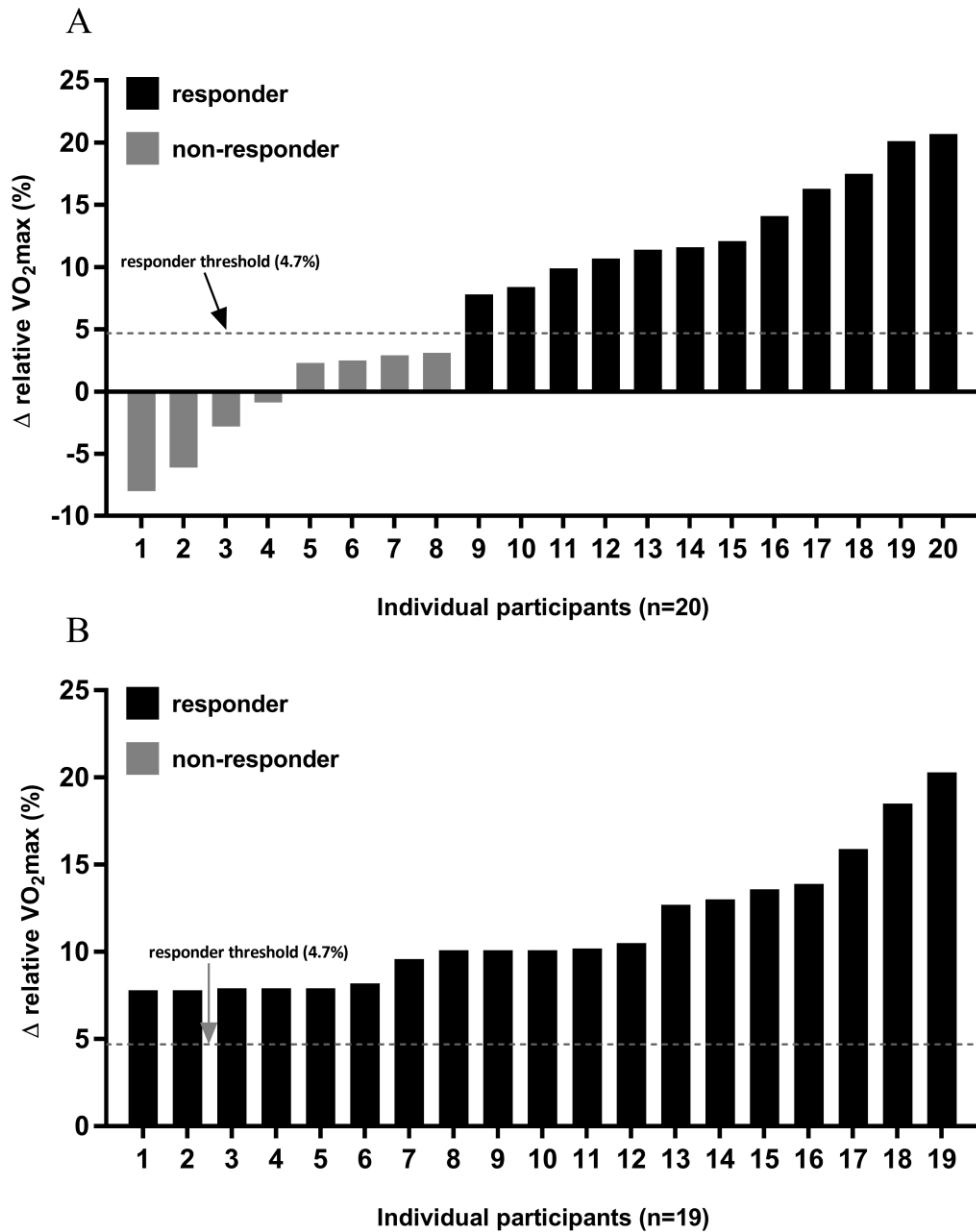 A
Δ relative VO₂max (%)
25
20
15
10
5
0
-5
-10
responder
non-responder
responder threshold (4.7%)
1 2 3 4 5 6 7 8 9 10 11 12 13 14 15 16 17 18 19 20
Individual participants (n=20)
B
Δ relative VO₂max (%)
25
20
15
10
5
0
responder
non-responder
responder threshold (4.7%)
1 2 3 4 5 6 7 8 9 10 11 12 13 14 15 16 17 18 19
Individual participants (n=19)